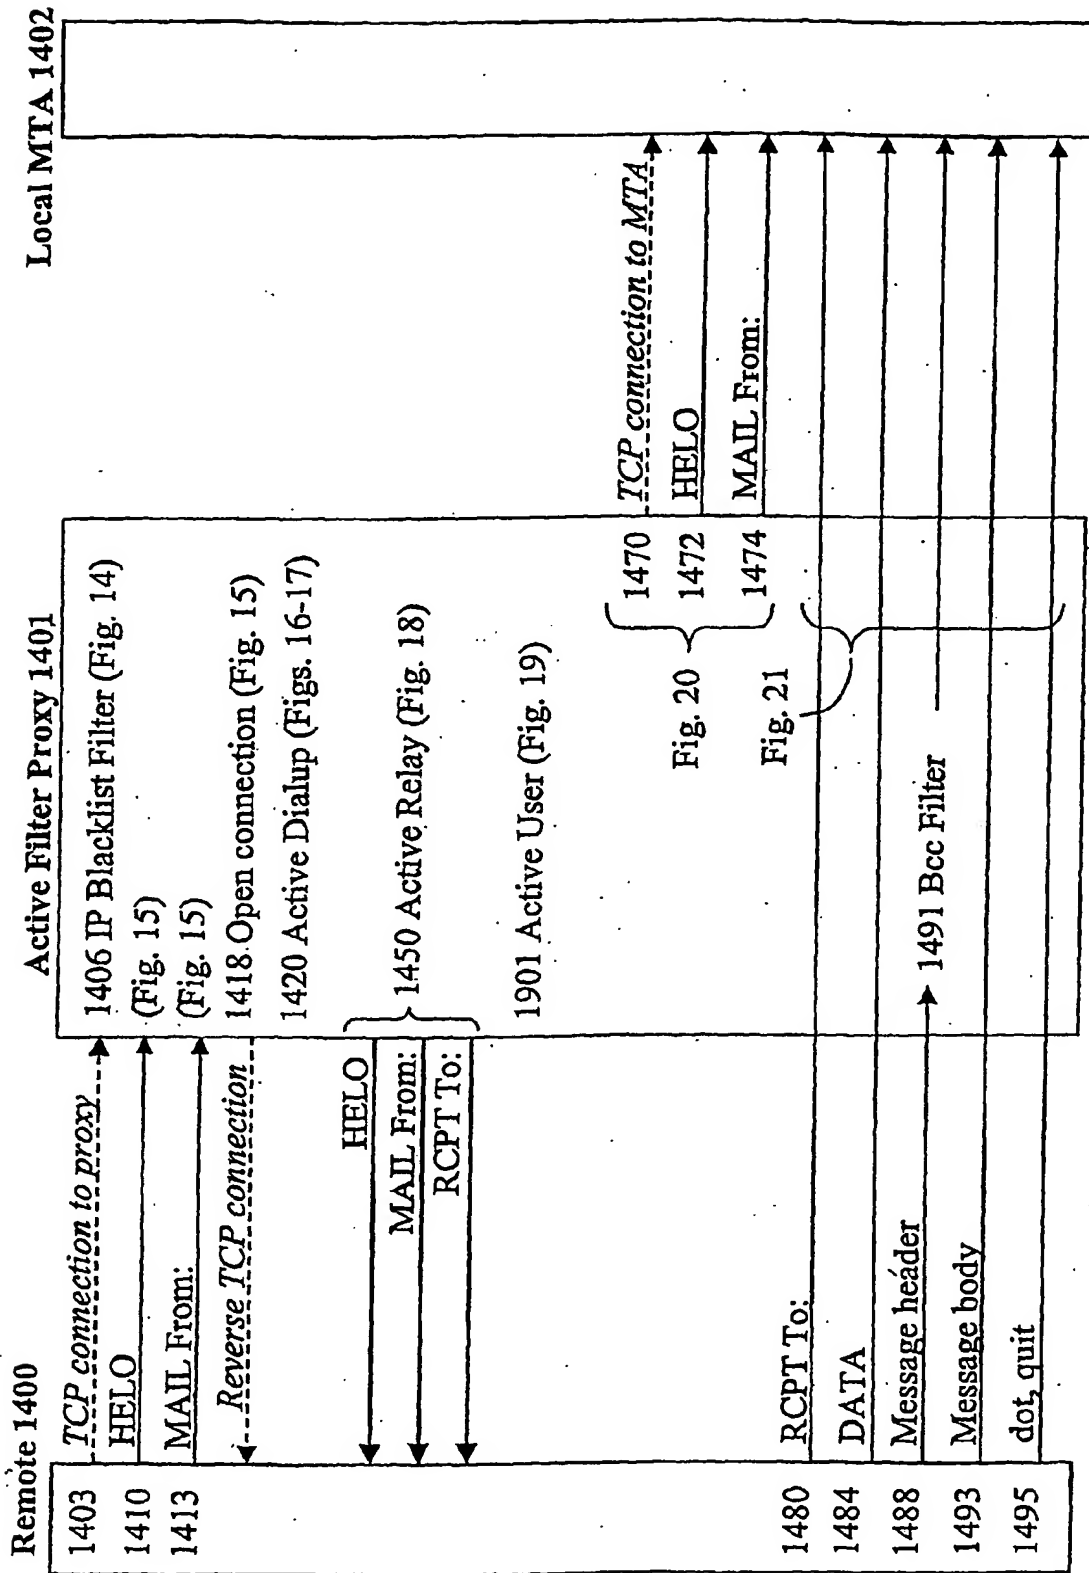 Remote 1400
Active Filter Proxy 1401
Local MTA 1402
1403
TCP connection to proxy
1406 IP Blacklist Filter (Fig. 14)
1410
HELO
(Fig. 15)
1413
MAIL From:
(Fig. 15)
Reverse TCP connection
1418 Open connection (Fig. 15)
1420 Active Dialup (Figs. 16-17)
HELO
MAIL From:
RCPT To:
1450 Active Relay (Fig. 18)
1901 Active User (Fig. 19)
Fig. 20
1470
TCP connection to MTA
1472
HELO
1474
MAIL From:
Fig. 21
1480
RCPT To:
1484
DATA
1488
Message header
1491 Bcc Filter
1493
Message body
1495
dot, quit